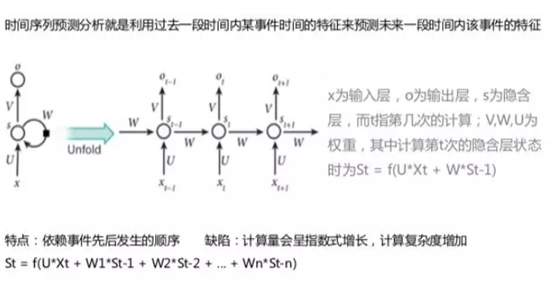 时间序列预测分析就是利用过去一段时间内某事件时间的特征来预测未来一段时间内该事件的特征
o
V
s
W
U
x
Unfold
o_{t-1} o_t o_{t+1}
V V V
s_{t-1} s_t s_{t+1}
W W W W
U U U
x_{t-1} x_t x_{t+1}
x为输入层，o为输出层，s为隐含
层，而t指第几次的计算；V,W,U为
权重，其中计算第t次的隐含层状态
时为St = f(U*Xt + W*St-1)
特点：依赖事件先后发生的顺序 缺陷：计算量会呈指数式增长，计算复杂度增加
St = f(U*Xt + W1*St-1 + W2*St-2 + ... + Wn*St-n)